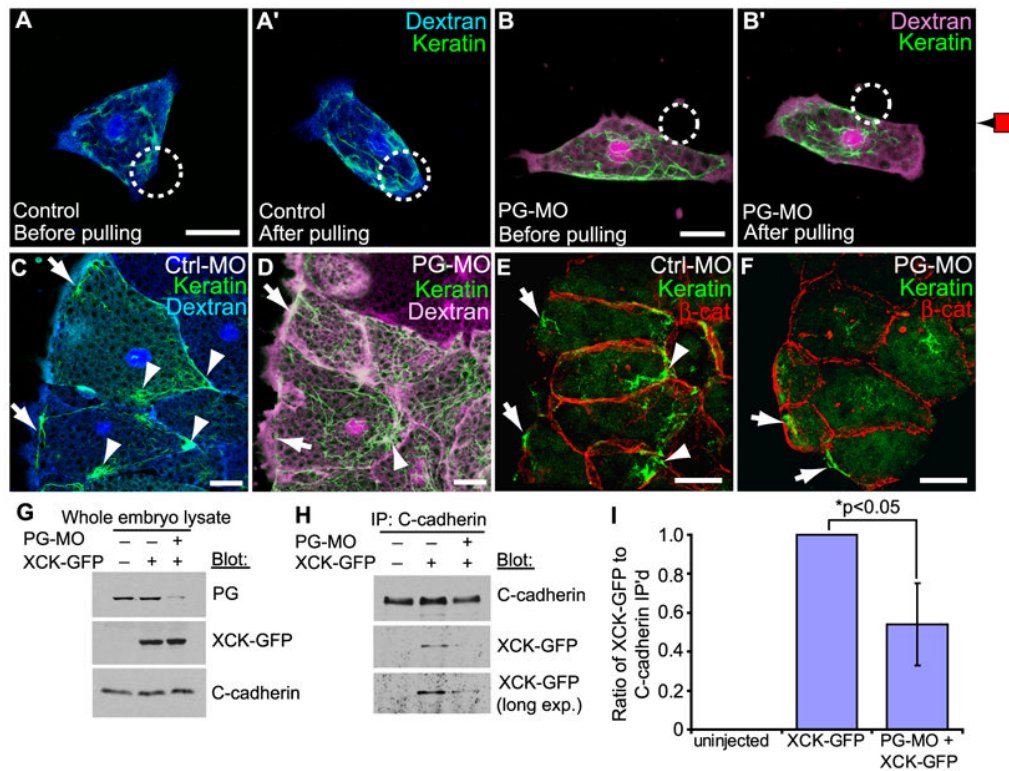 A
A'
Dextran
Keratin
B
B'
Dextran
Keratin
Control
Before pulling
Control
After pulling
PG-MO
Before pulling
PG-MO
After pulling
C
Ctrl-MO
Keratin
Dextran
D
PG-MO
Keratin
Dextran
E
Ctrl-MO
Keratin
β-cat
F
PG-MO
Keratin
β-cat
G
Whole embryo lysate
PG-MO – – +
XCK-GFP – + + Blot:
PG
XCK-GFP
C-cadherin
H
IP: C-cadherin
PG-MO – – +
XCK-GFP – + + Blot:
C-cadherin
XCK-GFP
XCK-GFP
(long exp.)
I
*p<0.05
Ratio of XCK-GFP to
C-cadherin IP'd
1.0
0.8
0.6
0.4
0.2
0
uninjected
XCK-GFP
PG-MO +
XCK-GFP